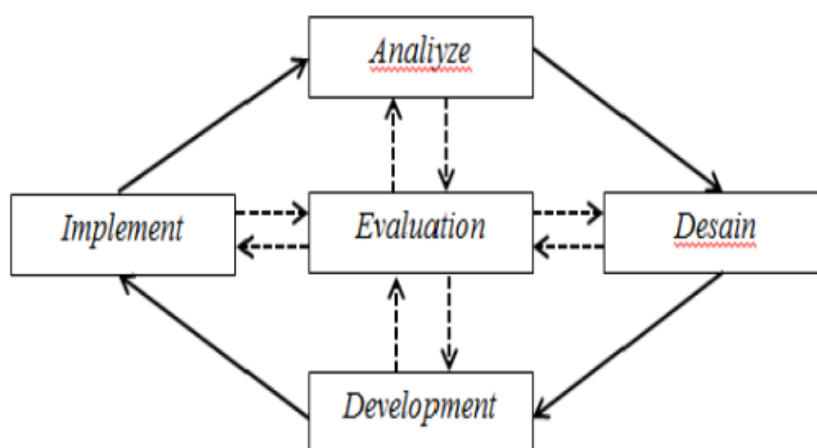 Analiyze
Implement
Evaluation
Desain
Development